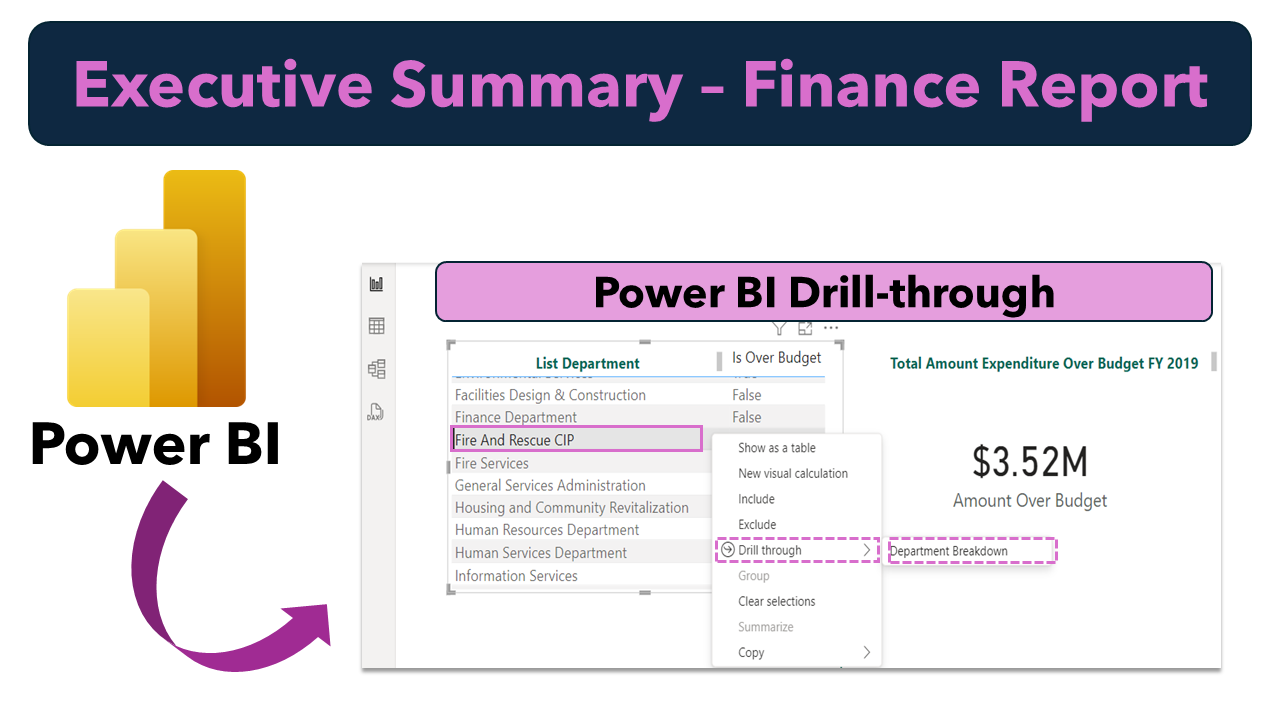 Executive Summary – Finance Report
Power BI
Power BI Drill-through
List Department
Is Over Budget
Facilities Design & Construction False
Finance Department False
Fire And Rescue CIP
Fire Services
General Services Administration
Housing and Community Revitalization
Human Resources Department
Human Services Department
Information Services
Show as a table
New visual calculation
Include
Exclude
Drill through
Group
Clear selections
Summarize
Copy
Department Breakdown
Total Amount Expenditure Over Budget FY 2019
$3.52M
Amount Over Budget
DAX